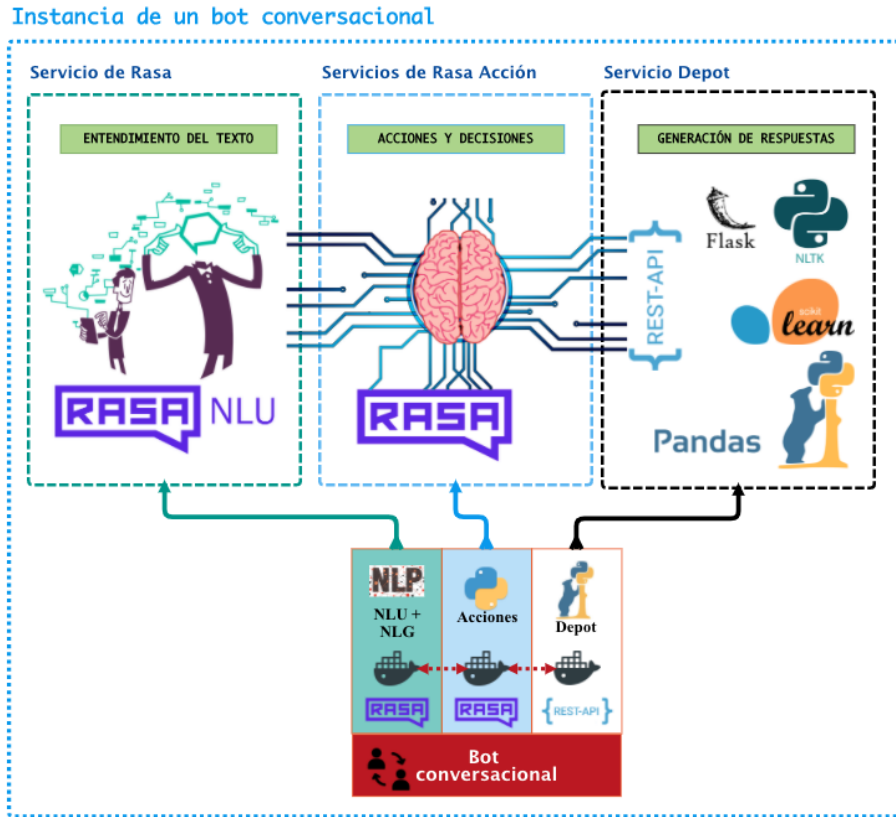 Instancia de un bot conversacional
Servicio de Rasa
Servicios de Rasa Acción
Servicio Depot
ENTENDIMIENTO DEL TEXTO
ACCIONES Y DECISIONES
GENERACIÓN DE RESPUESTAS
Flask
NLTK
{REST-API}
scikit
learn
RASA NLU
RASA
Pandas
NLP
NLU +
NLG
Acciones
Depot
RASA
RASA
{REST-API}
Bot
conversacional